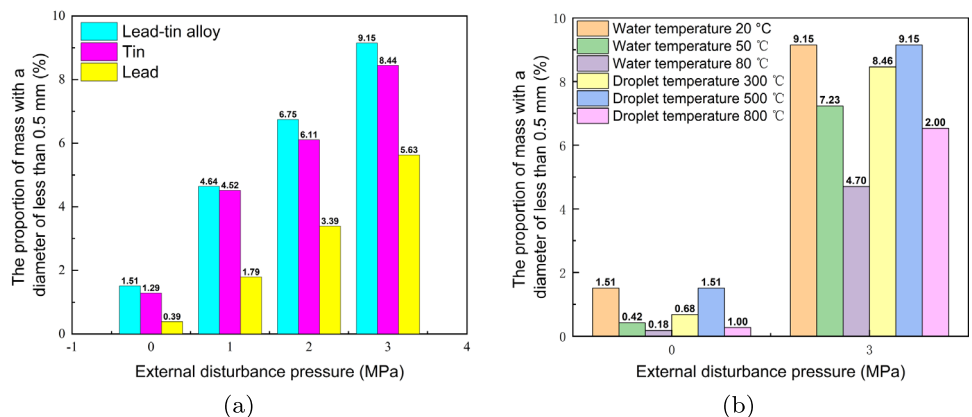 The proportion of mass with a
diameter of less than 0.5 mm (%)
10
8
6
4
2
0
Lead-tin alloy
Tin
Lead
1.51
1.29
0.39
4.64
4.52
1.79
6.75
6.11
3.39
9.15
8.44
5.63
-1
0
1
2
3
4
External disturbance pressure (MPa)
(a)
The proportion of mass with a
diameter of less than 0.5 mm (%)
10
8
6
4
2
0
Water temperature 20 °C
Water temperature 50 ℃
Water temperature 80 ℃
Droplet temperature 300 ℃
Droplet temperature 500 ℃
Droplet temperature 800 ℃
1.51
0.42
0.18
0.68
1.51
1.00
9.15
7.23
4.70
8.46
9.15
2.00
0
3
External disturbance pressure (MPa)
(b)